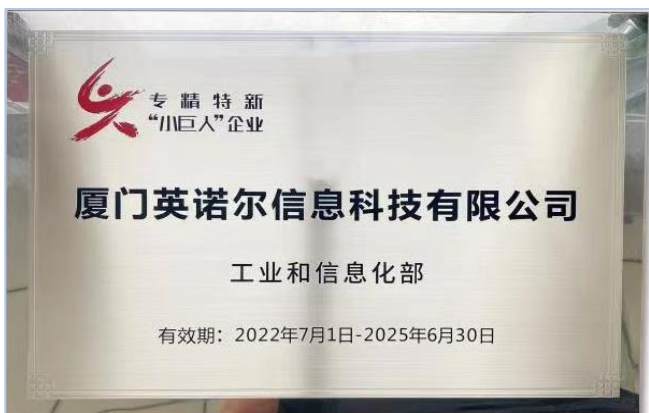 专精特新
“小巨人”企业
厦门英诺尔信息科技有限公司
工业和信息化部
有效期：2022年7月1日-2025年6月30日